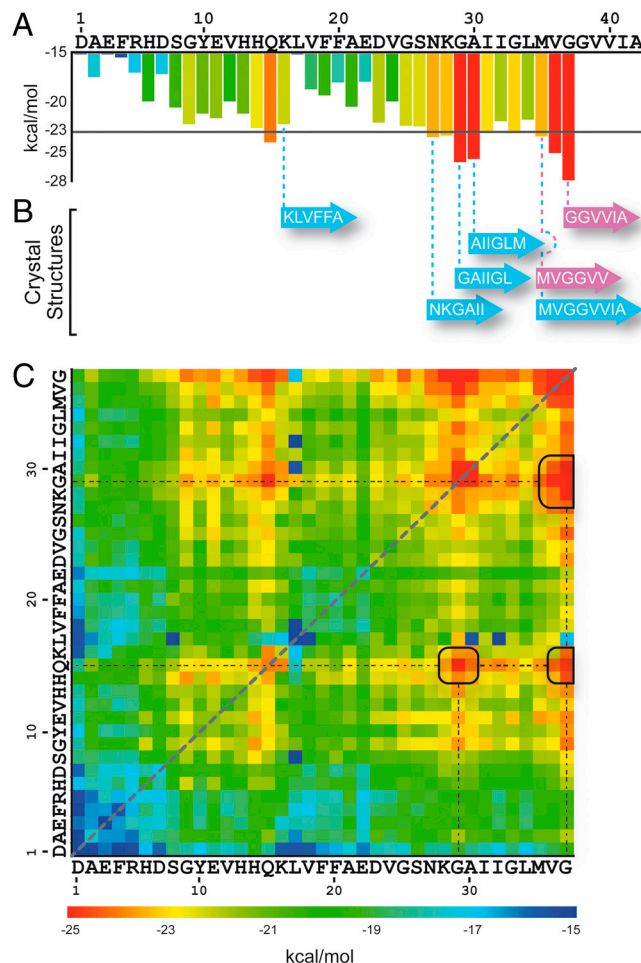 A
1 10 20 30 40
DAEFRHDSGYEVHHQKLVFFAEDVGSNKGAIIGLMVGGVVIA
-15
-20
-23
-25
-28
kcal/mol
B
Crystal
Structures
KLVFFA
GGVVIA
AIIGLM
GAIIGL
MVGGVV
NKGAII
MVGGVVIA
C
DAEFRHDSGYEVHHQKLVFFAEDVGSNKGAIIGLMVG
30
20
10
1
DAEFRHDSGYEVHHQKLVFFAEDVGSNKGAIIGLMVG
1 10 20 30
-25 -23 -21 -19 -17 -15
kcal/mol